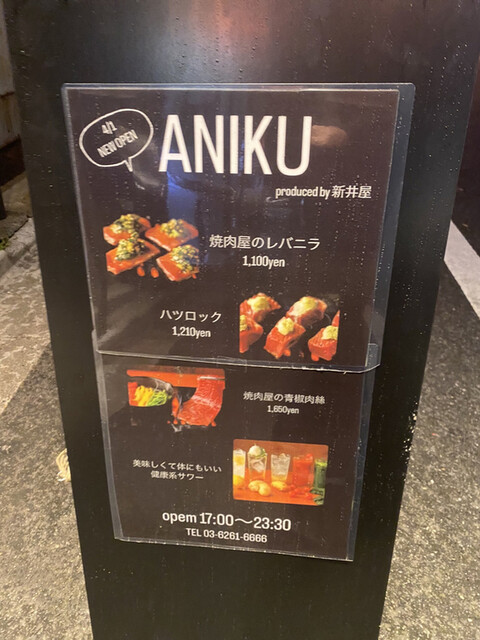 4/1
NEW OPEN
ANIKU
produced by 新井屋
焼肉屋のレバニラ
1,100yen
ハツロック
1,210yen
焼肉屋の青椒肉絲
1,650yen
美味しくて体にもいい
健康系サワー
opem 17:00〜23:30
TEL 03-6261-6666